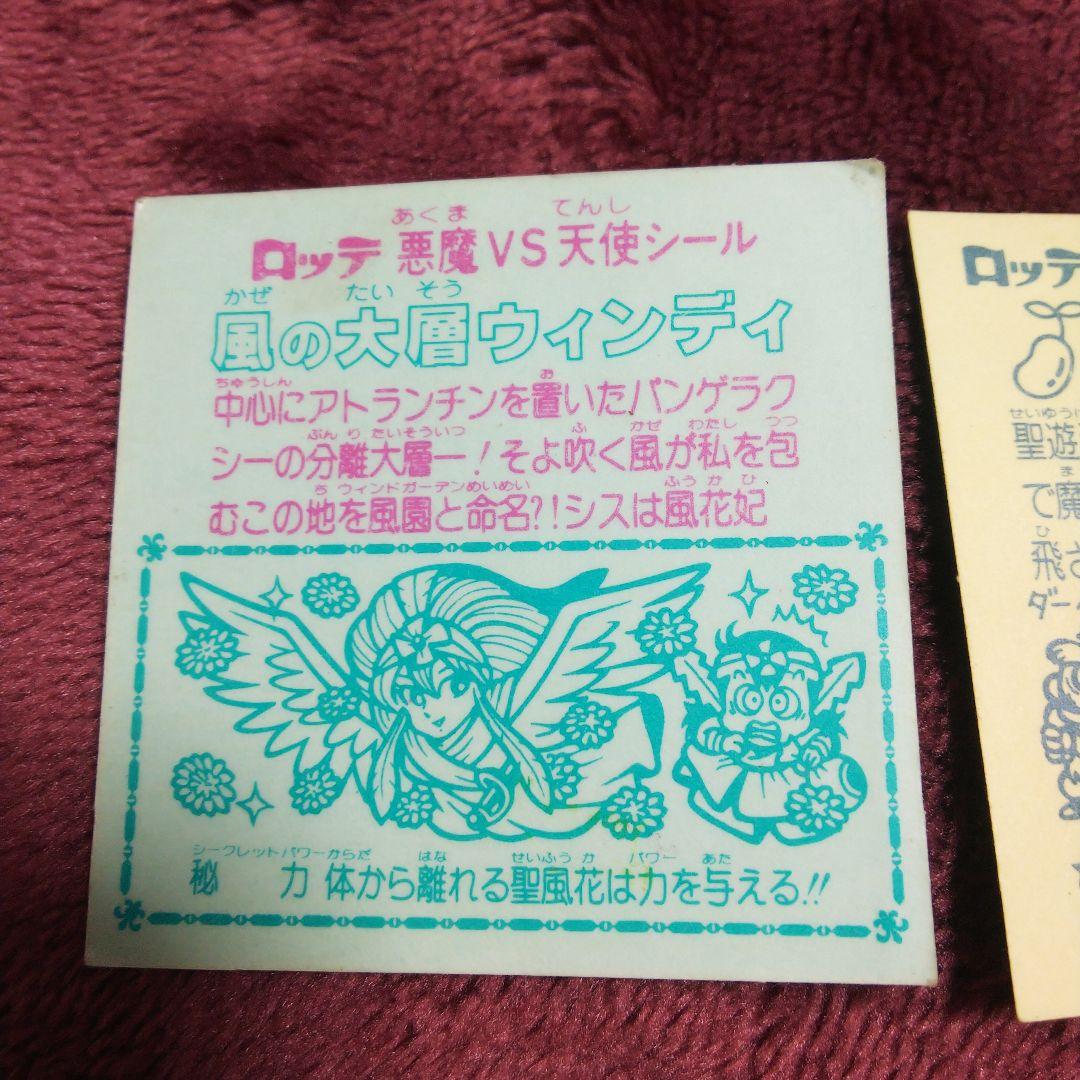 あくま てんし
ロッテ 悪魔VS天使シール
かぜ たいそう
風の大層ウィンディ
ちゅうしん お
中心にアトランチンを置いたパンゲラク
ぶんりたいそういつ ふ かぜ わたし つつ
シーの分離大層一!そよ吹く風が私を包
ち ウィンドガーデンめいめい ふうかひ
むこの地を風園と命名?!シスは風花妃
シークレットパワーからだ はな せいふうか パワー あた
秘 力 体から離れる聖風花は力を与える!!
ロッテ
せいゆう
聖遊
ま
で魔
ひ
飛さ
ダー